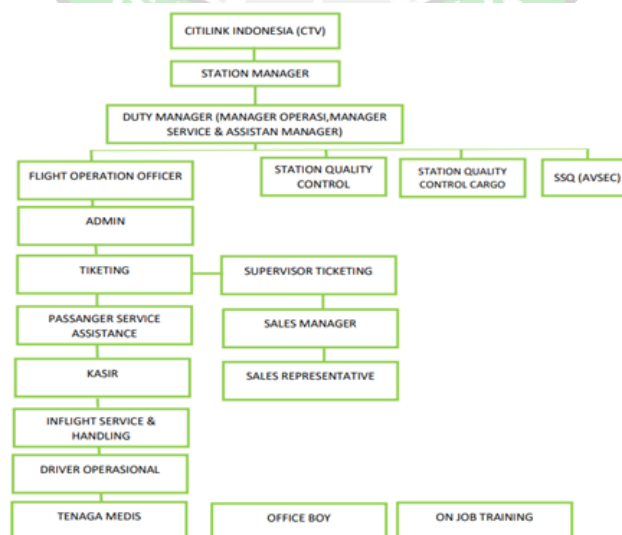 CITILINK INDONESIA (CTV)
STATION MANAGER
DUTY MANAGER (MANAGER OPERASI,MANAGER
SERVICE & ASSISTAN MANAGER)
FLIGHT OPERATION OFFICER
STATION QUALITY
CONTROL
STATION QUALITY
CONTROL CARGO
SSQ (AVSEC)
ADMIN
TIKETING
SUPERVISOR TICKETING
PASSANGER SERVICE
ASSISTANCE
SALES MANAGER
KASIR
SALES REPRESENTATIVE
INFLIGHT SERVICE &
HANDLING
DRIVER OPERASIONAL
TENAGA MEDIS
OFFICE BOY
ON JOB TRAINING